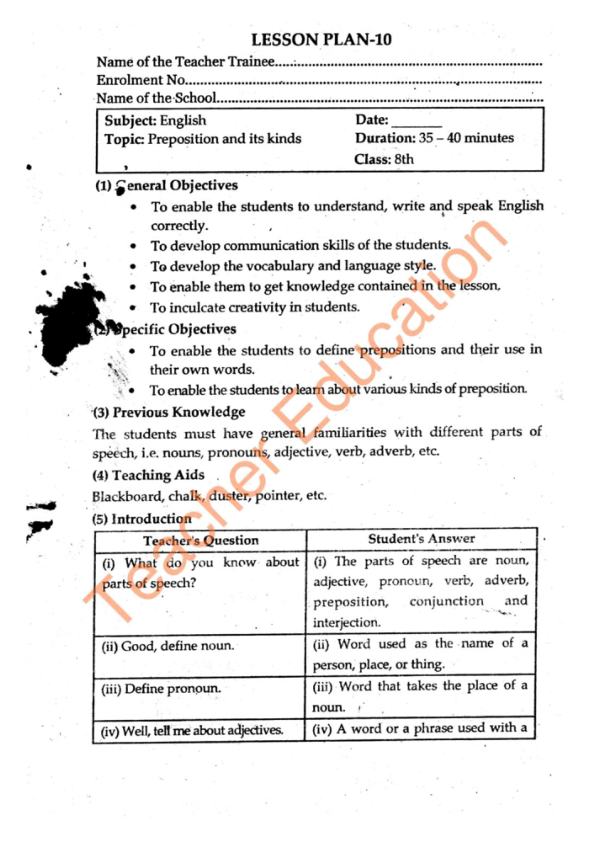 LESSON PLAN-10
Name of the Teacher Trainee......................................................................
Enrolment No...........................................................................................
Name of the School...................................................................................
Subject: English Date: ________
Topic: Preposition and its kinds Duration: 35 – 40 minutes
Class: 8th
(1) General Objectives
• To enable the students to understand, write and speak English
correctly.
• To develop communication skills of the students.
• To develop the vocabulary and language style.
• To enable them to get knowledge contained in the lesson.
• To inculcate creativity in students.
(2) Specific Objectives
• To enable the students to define prepositions and their use in
their own words.
• To enable the students to learn about various kinds of preposition.
(3) Previous Knowledge
The students must have general familiarities with different parts of
speech, i.e. nouns, pronouns, adjective, verb, adverb, etc.
(4) Teaching Aids
Blackboard, chalk, duster, pointer, etc.
(5) Introduction
Teacher's Question Student's Answer
(i) What do you know about (i) The parts of speech are noun,
parts of speech? adjective, pronoun, verb, adverb,
preposition, conjunction and
interjection.
(ii) Good, define noun. (ii) Word used as the name of a
person, place, or thing.
(iii) Define pronoun. (iii) Word that takes the place of a
noun.
(iv) Well, tell me about adjectives. (iv) A word or a phrase used with a
Teacher Education